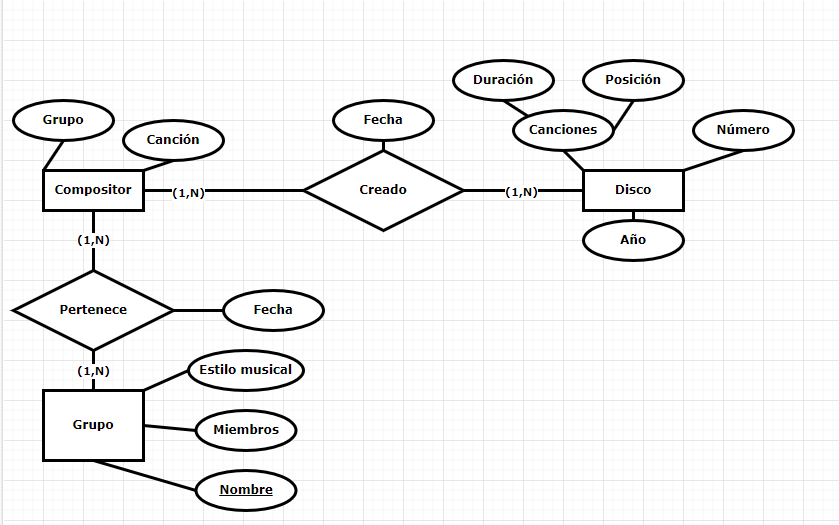 Duración
Posición
Grupo
Canción
Fecha
Canciones
Número
Compositor
(1,N)
Creado
(1,N)
Disco
(1,N)
Año
Pertenece
Fecha
(1,N)
Estilo musical
Grupo
Miembros
Nombre